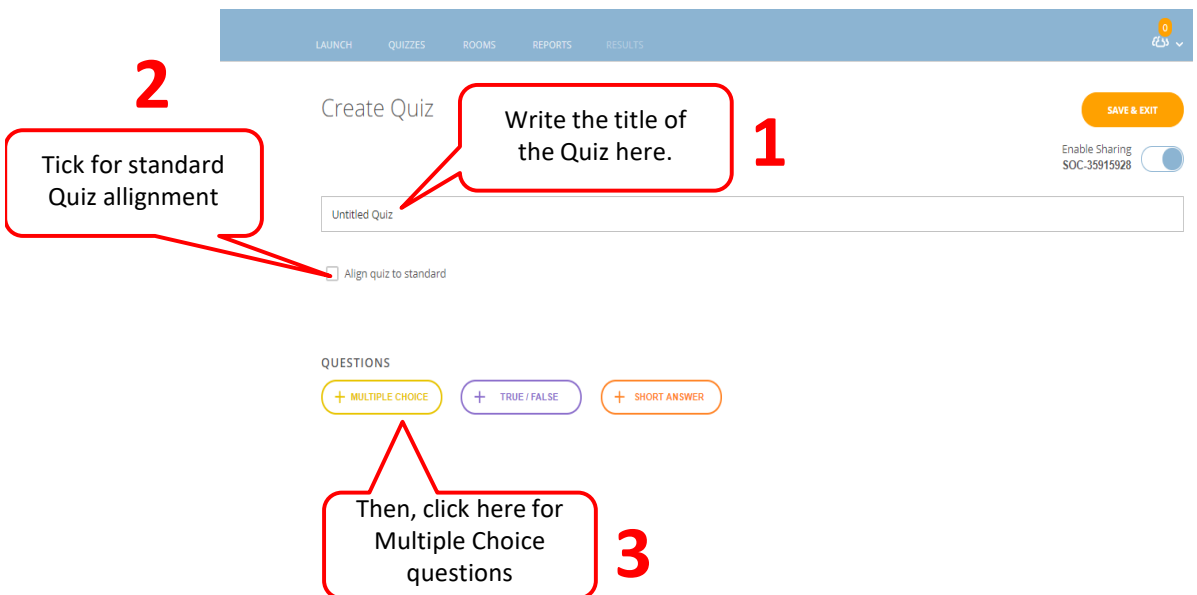 0
LAUNCH QUIZZES ROOMS REPORTS RESULTS
2
Create Quiz
Write the title of
the Quiz here.
1
SAVE & EXIT
Enable Sharing
SOC-35915928
Tick for standard
Quiz allignment
Untitled Quiz
Align quiz to standard
QUESTIONS
+ MULTIPLE CHOICE
+ TRUE / FALSE
+ SHORT ANSWER
Then, click here for
Multiple Choice
questions
3